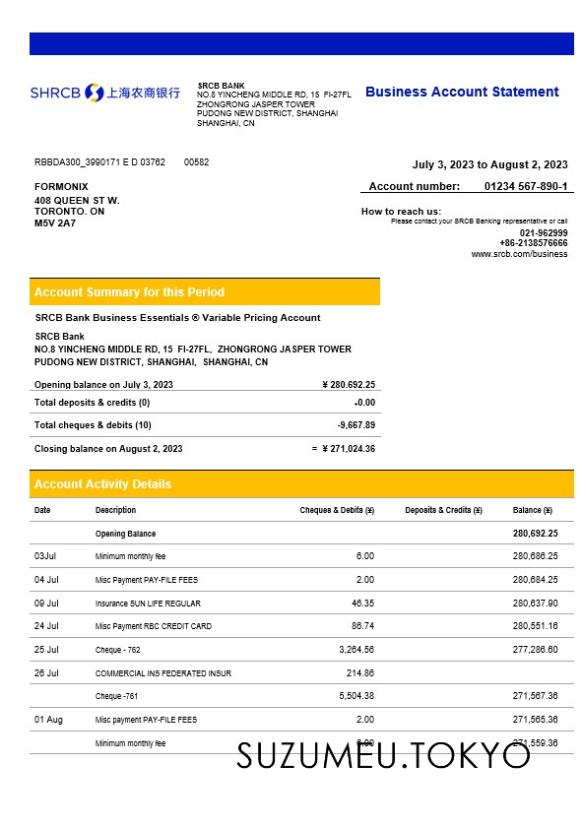 SHRCB 上海农商银行
SRCB BANK
NO.8 YINCHENG MIDDLE RD, 15 FI-27FL
ZHONGRONG JASPER TOWER
PUDONG NEW DISTRICT, SHANGHAI
SHANGHAI, CN
Business Account Statement
RBBDA300_3990171 E D 03762 00582
July 3, 2023 to August 2, 2023
FORMONIX
408 QUEEN ST W.
TORONTO. ON
M5V 2A7
Account number: 01234 567-890-1
How to reach us:
Please contact your SRCB Banking representative or call
021-962999
+86-2138576666
www.srcb.com/business
Account Summary for this Period
SRCB Bank Business Essentials ® Variable Pricing Account
SRCB Bank
NO.8 YINCHENG MIDDLE RD, 15 FI-27FL, ZHONGRONG JASPER TOWER
PUDONG NEW DISTRICT, SHANGHAI, SHANGHAI, CN
Opening balance on July 3, 2023 ¥ 280.692.25
Total deposits & credits (0) -0.00
Total cheques & debits (10) -9,667.89
Closing balance on August 2, 2023 = ¥ 271,024.36
Account Activity Details
Date Description Cheques & Debits (¥) Deposits & Credits (¥) Balance (¥)
Opening Balance 280,692.25
03Jul Minimum monthly fee 6.00 280,686.25
04 Jul Misc Payment PAY-FILE FEES 2.00 280,684.25
09 Jul Insurance SUN LIFE REGULAR 46.35 280,637.90
24 Jul Misc Payment RBC CREDIT CARD 86.74 280,551.16
25 Jul Cheque - 762 3,264.56 277,286.60
26 Jul COMMERCIAL INS FEDERATED INSUR 214.86
Cheque -761 5,504.38 271,567.36
01 Aug Misc payment PAY-FILE FEES 2.00 271,565.36
Minimum monthly fee 6.00 271,559.36
SUZUMEU.TOKYO